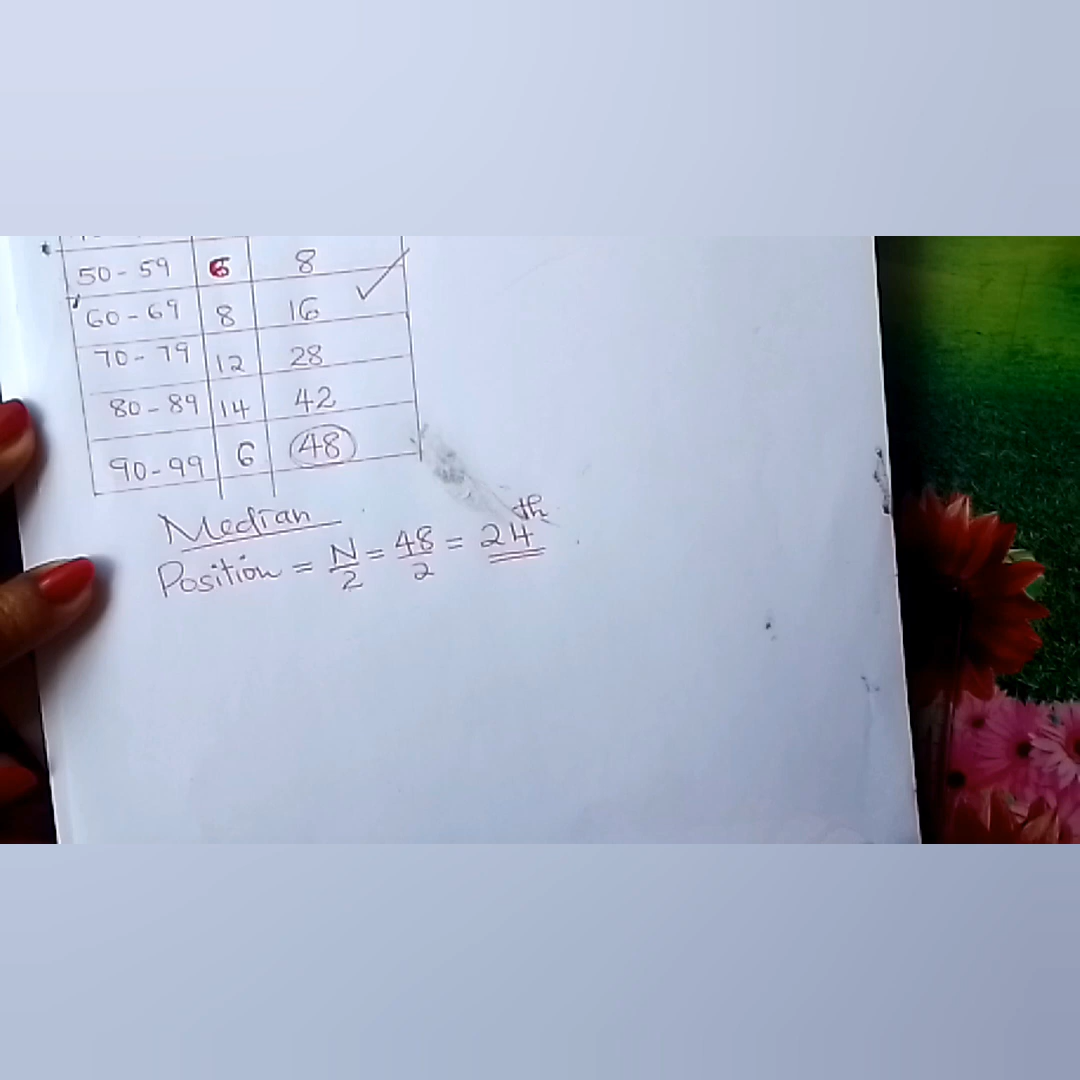 50-59 6 8
60-69 8 16
70-79 12 28
80-89 14 42
90-99 6 48
Median
Position = N/2 = 48/2 = 24th